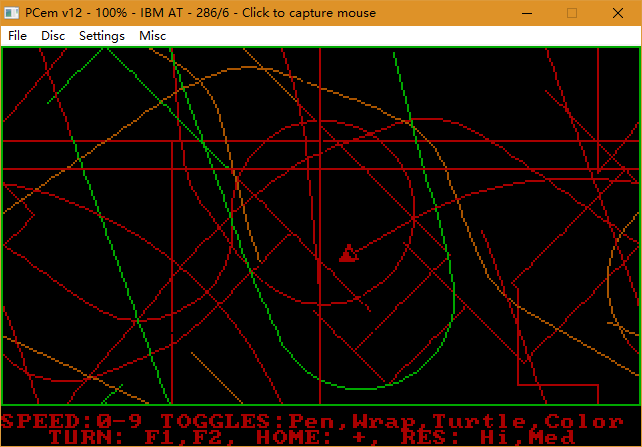 PCem v12 - 100% - IBM AT - 286/6 - Click to capture mouse
File Disc Settings Misc
SPEED:0-9 TOGGLES:Pen,Wrap,Turtle,Color
TURN: F1,F2, HOME: +, RES: Hi,Med